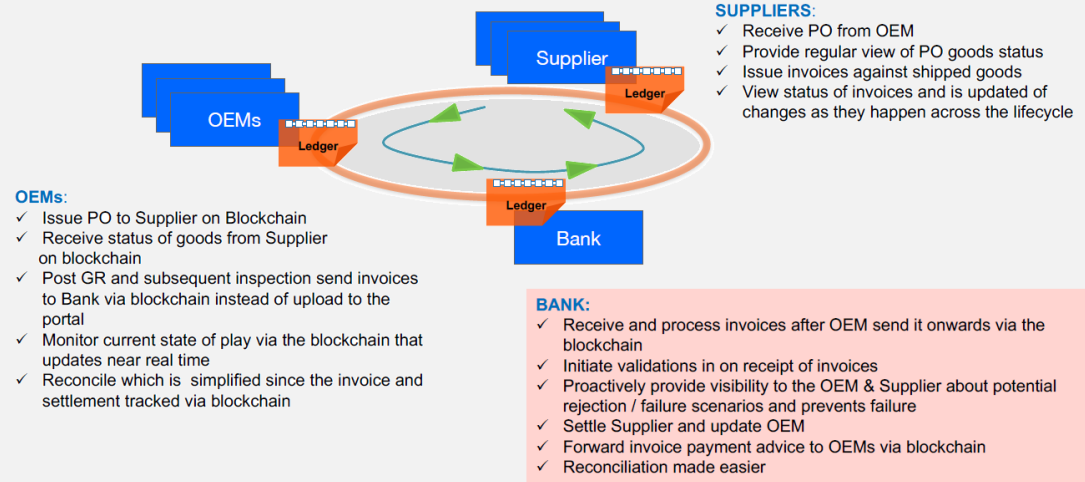 SUPPLIERS:
✓ Receive PO from OEM
✓ Provide regular view of PO goods status
✓ Issue invoices against shipped goods
✓ View status of invoices and is updated of
changes as they happen across the lifecycle
Supplier
Ledger
OEMs
Ledger
Ledger
Bank
OEMs:
✓ Issue PO to Supplier on Blockchain
✓ Receive status of goods from Supplier
on blockchain
✓ Post GR and subsequent inspection send invoices
to Bank via blockchain instead of upload to the
portal
✓ Monitor current state of play via the blockchain that
updates near real time
✓ Reconcile which is simplified since the invoice and
settlement tracked via blockchain
BANK:
✓ Receive and process invoices after OEM send it onwards via the
blockchain
✓ Initiate validations in on receipt of invoices
✓ Proactively provide visibility to the OEM & Supplier about potential
rejection / failure scenarios and prevents failure
✓ Settle Supplier and update OEM
✓ Forward invoice payment advice to OEMs via blockchain
✓ Reconciliation made easier